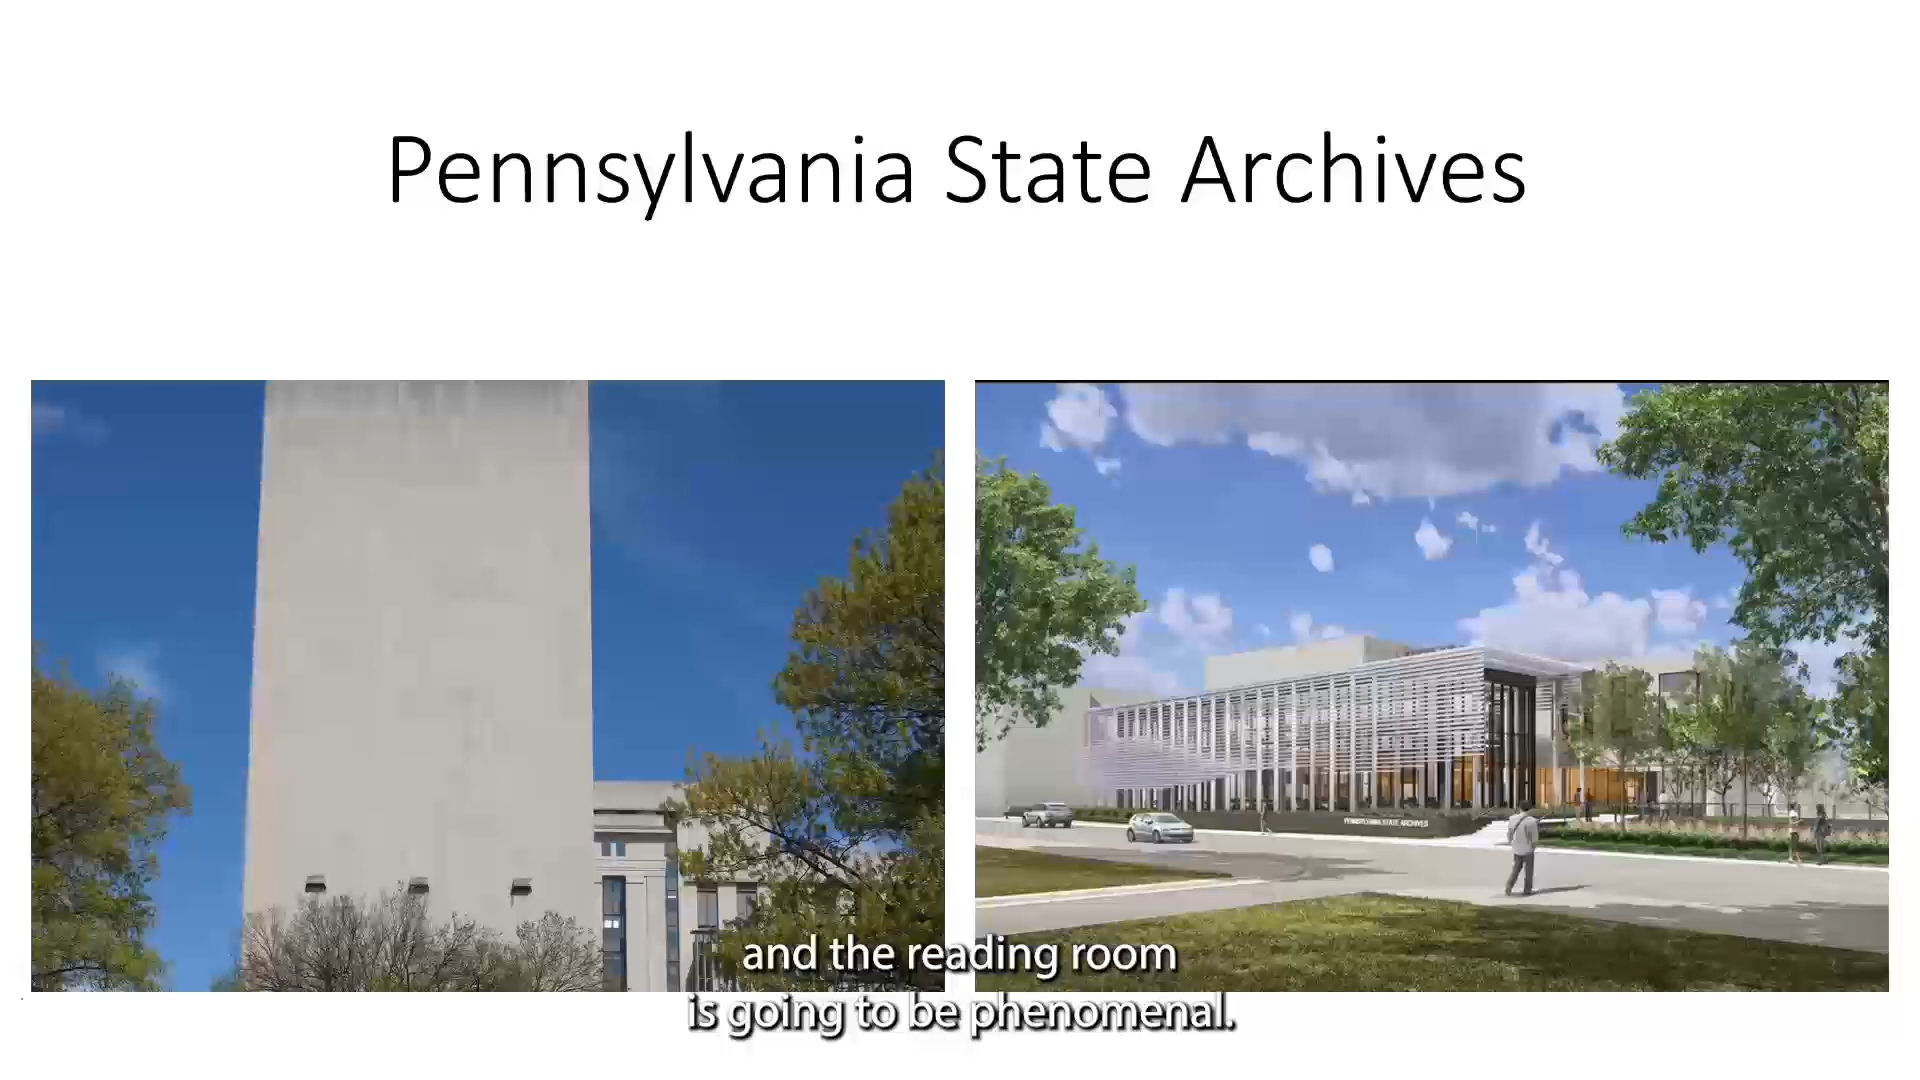 Pennsylvania State Archives
PENNSYLVANIA STATE ARCHIVES
and the reading room
is going to be phenomenal.